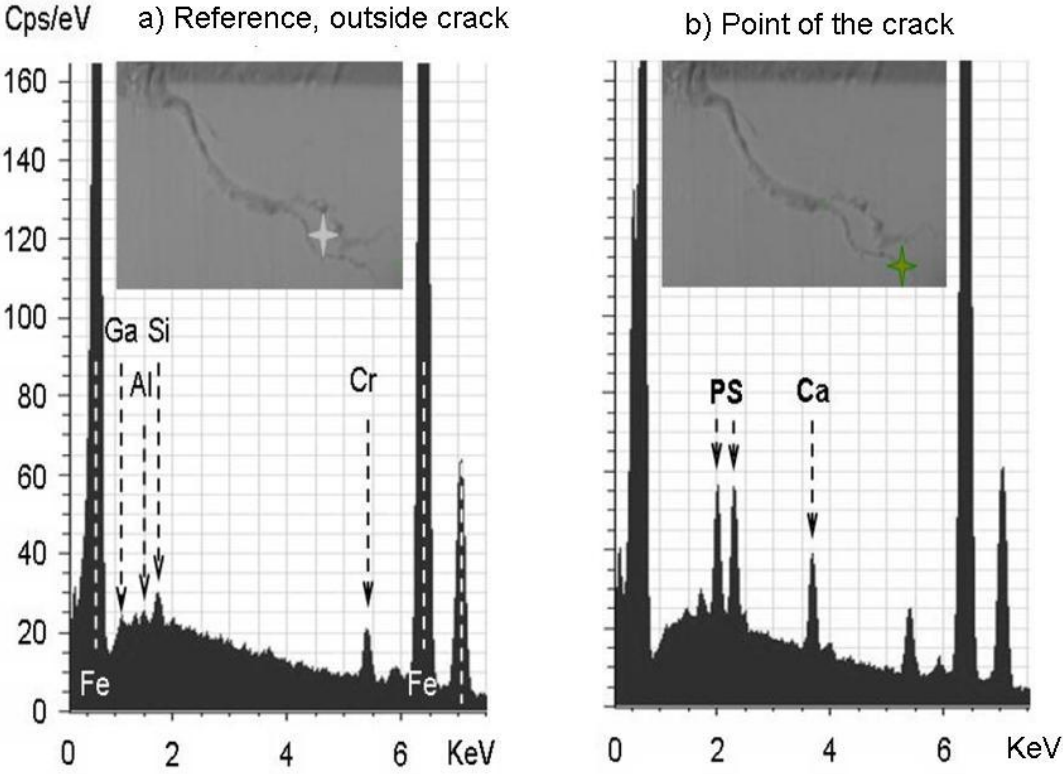 Cps/eV
a) Reference, outside crack
160
140
120
100
80
60
40
20
0
Ga Si
Al
Cr
Fe
Fe
0 2 4 6 KeV
b) Point of the crack
PS
Ca
0 2 4 6 KeV